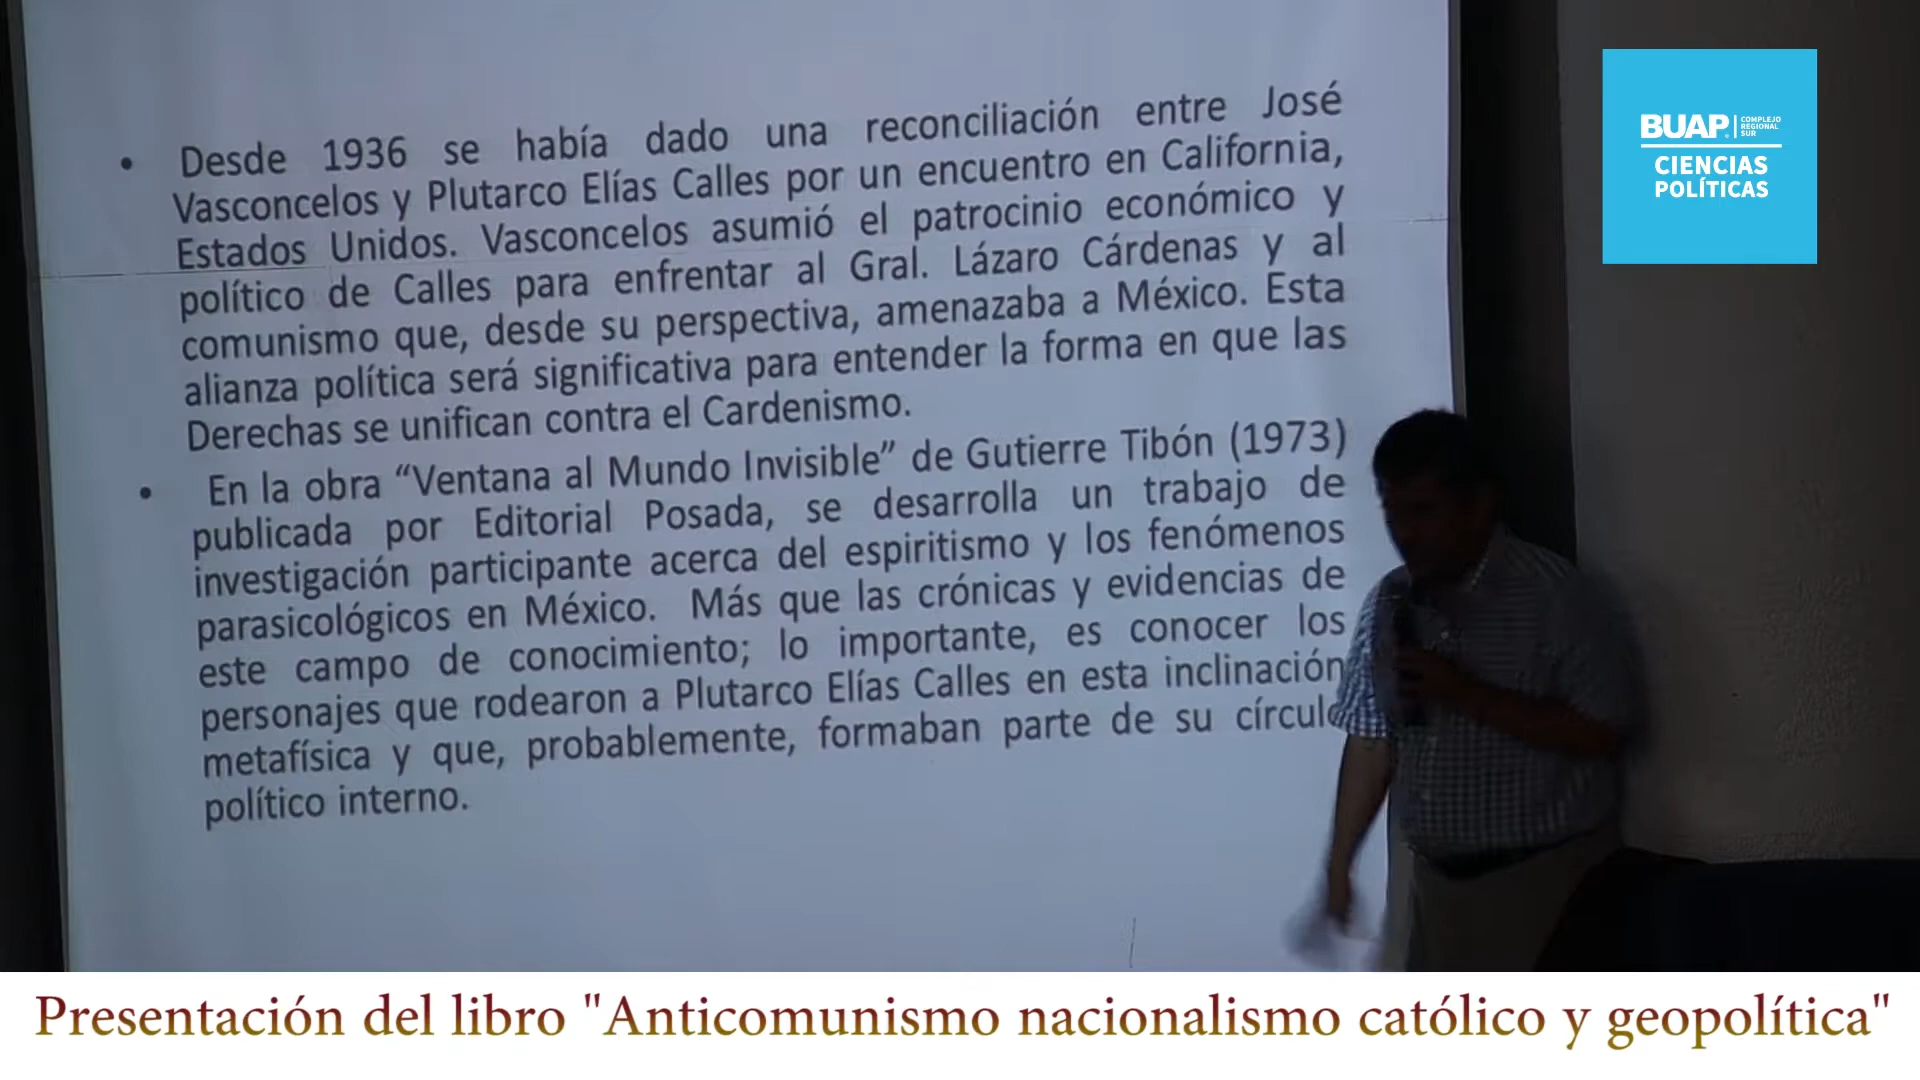 • Desde 1936 se había dado una reconciliación entre José
Vasconcelos y Plutarco Elías Calles por un encuentro en California,
Estados Unidos. Vasconcelos asumió el patrocinio económico y
político de Calles para enfrentar al Gral. Lázaro Cárdenas y al
comunismo que, desde su perspectiva, amenazaba a México. Esta
alianza política será significativa para entender la forma en que las
Derechas se unifican contra el Cardenismo.
• En la obra “Ventana al Mundo Invisible” de Gutierre Tibón (1973)
publicada por Editorial Posada, se desarrolla un trabajo de
investigación participante acerca del espiritismo y los fenómenos
parasicológicos en México. Más que las crónicas y evidencias de
este campo de conocimiento; lo importante, es conocer los
personajes que rodearon a Plutarco Elías Calles en esta inclinación
metafísica y que, probablemente, formaban parte de su círculo
político interno.
BUAP
COMPLEJO
REGIONAL
SUR
CIENCIAS
POLÍTICAS
Presentación del libro "Anticomunismo nacionalismo católico y geopolítica"